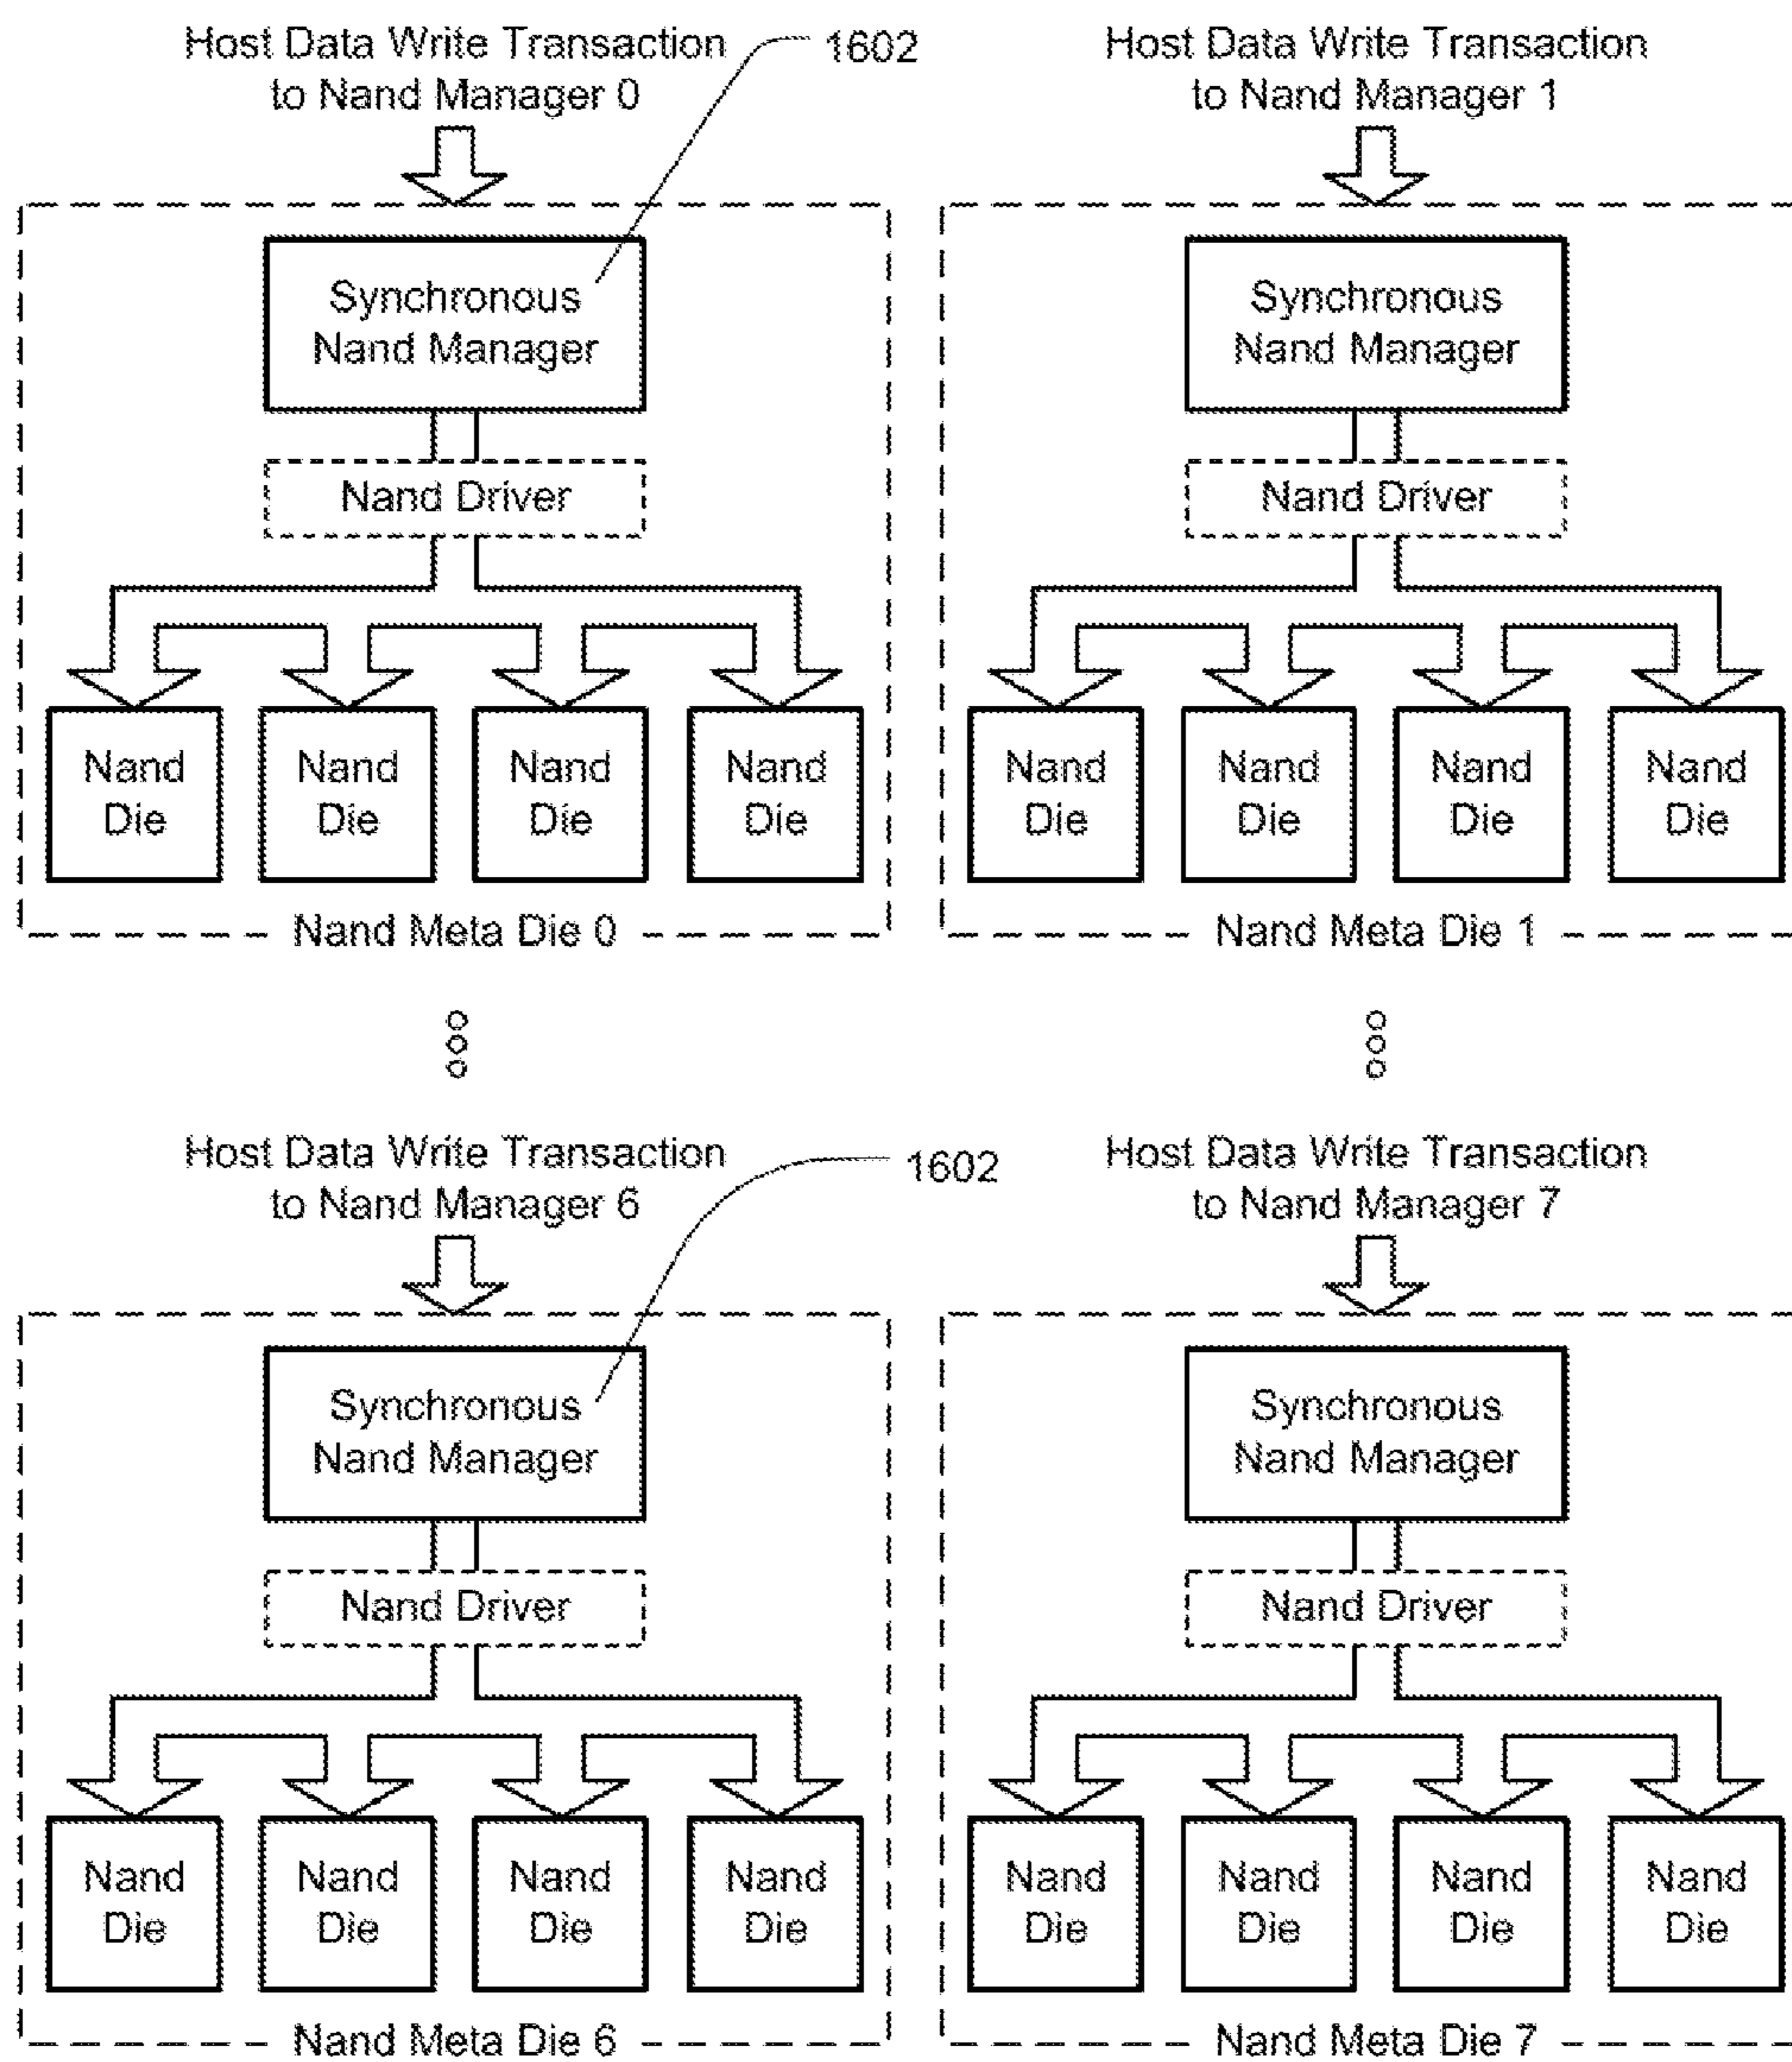 Host Data Write Transaction
to Nand Manager 0
1602
Synchronous
Nand Manager
Nand Driver
Nand
Die
Nand
Die
Nand
Die
Nand
Die
Nand Meta Die 0
Host Data Write Transaction
to Nand Manager 1
Synchronous
Nand Manager
Nand Driver
Nand
Die
Nand
Die
Nand
Die
Nand
Die
Nand Meta Die 1
Host Data Write Transaction
to Nand Manager 6
1602
Synchronous
Nand Manager
Nand Driver
Nand
Die
Nand
Die
Nand
Die
Nand
Die
Nand Meta Die 6
Host Data Write Transaction
to Nand Manager 7
Synchronous
Nand Manager
Nand Driver
Nand
Die
Nand
Die
Nand
Die
Nand
Die
Nand Meta Die 7